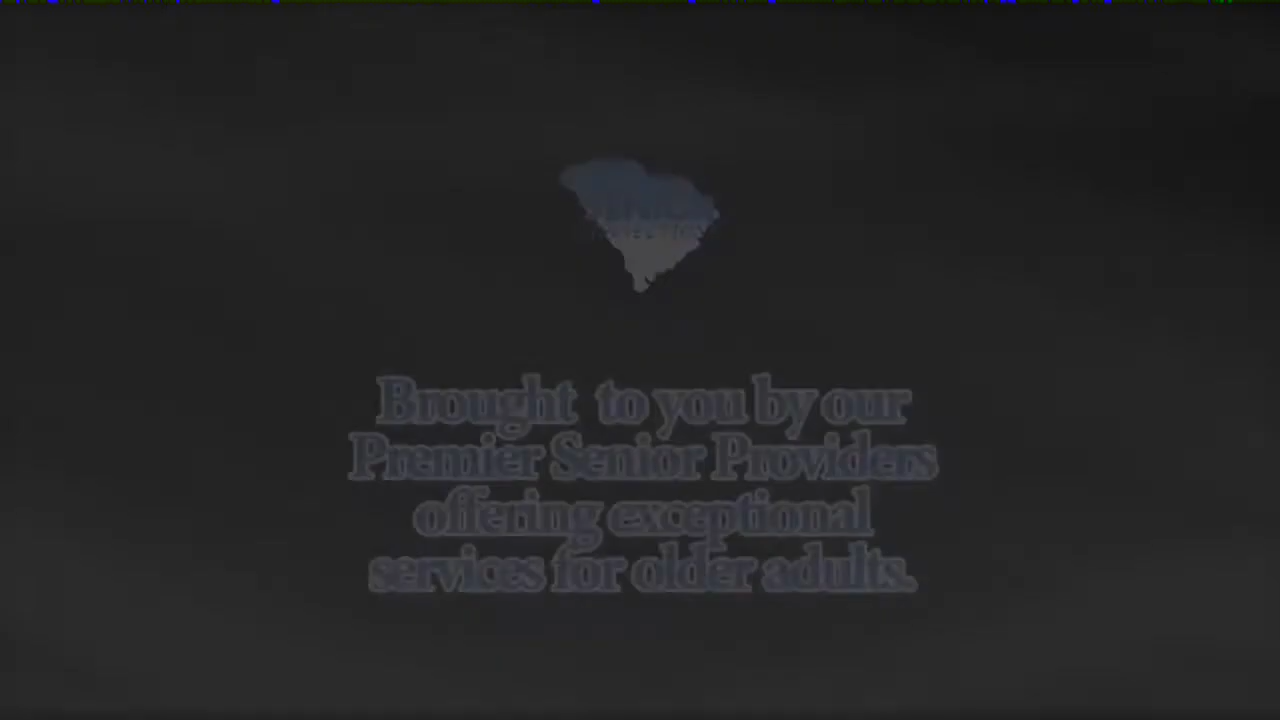 Brought to you by our
Premier Senior Providers
offering exceptional
services for older adults.